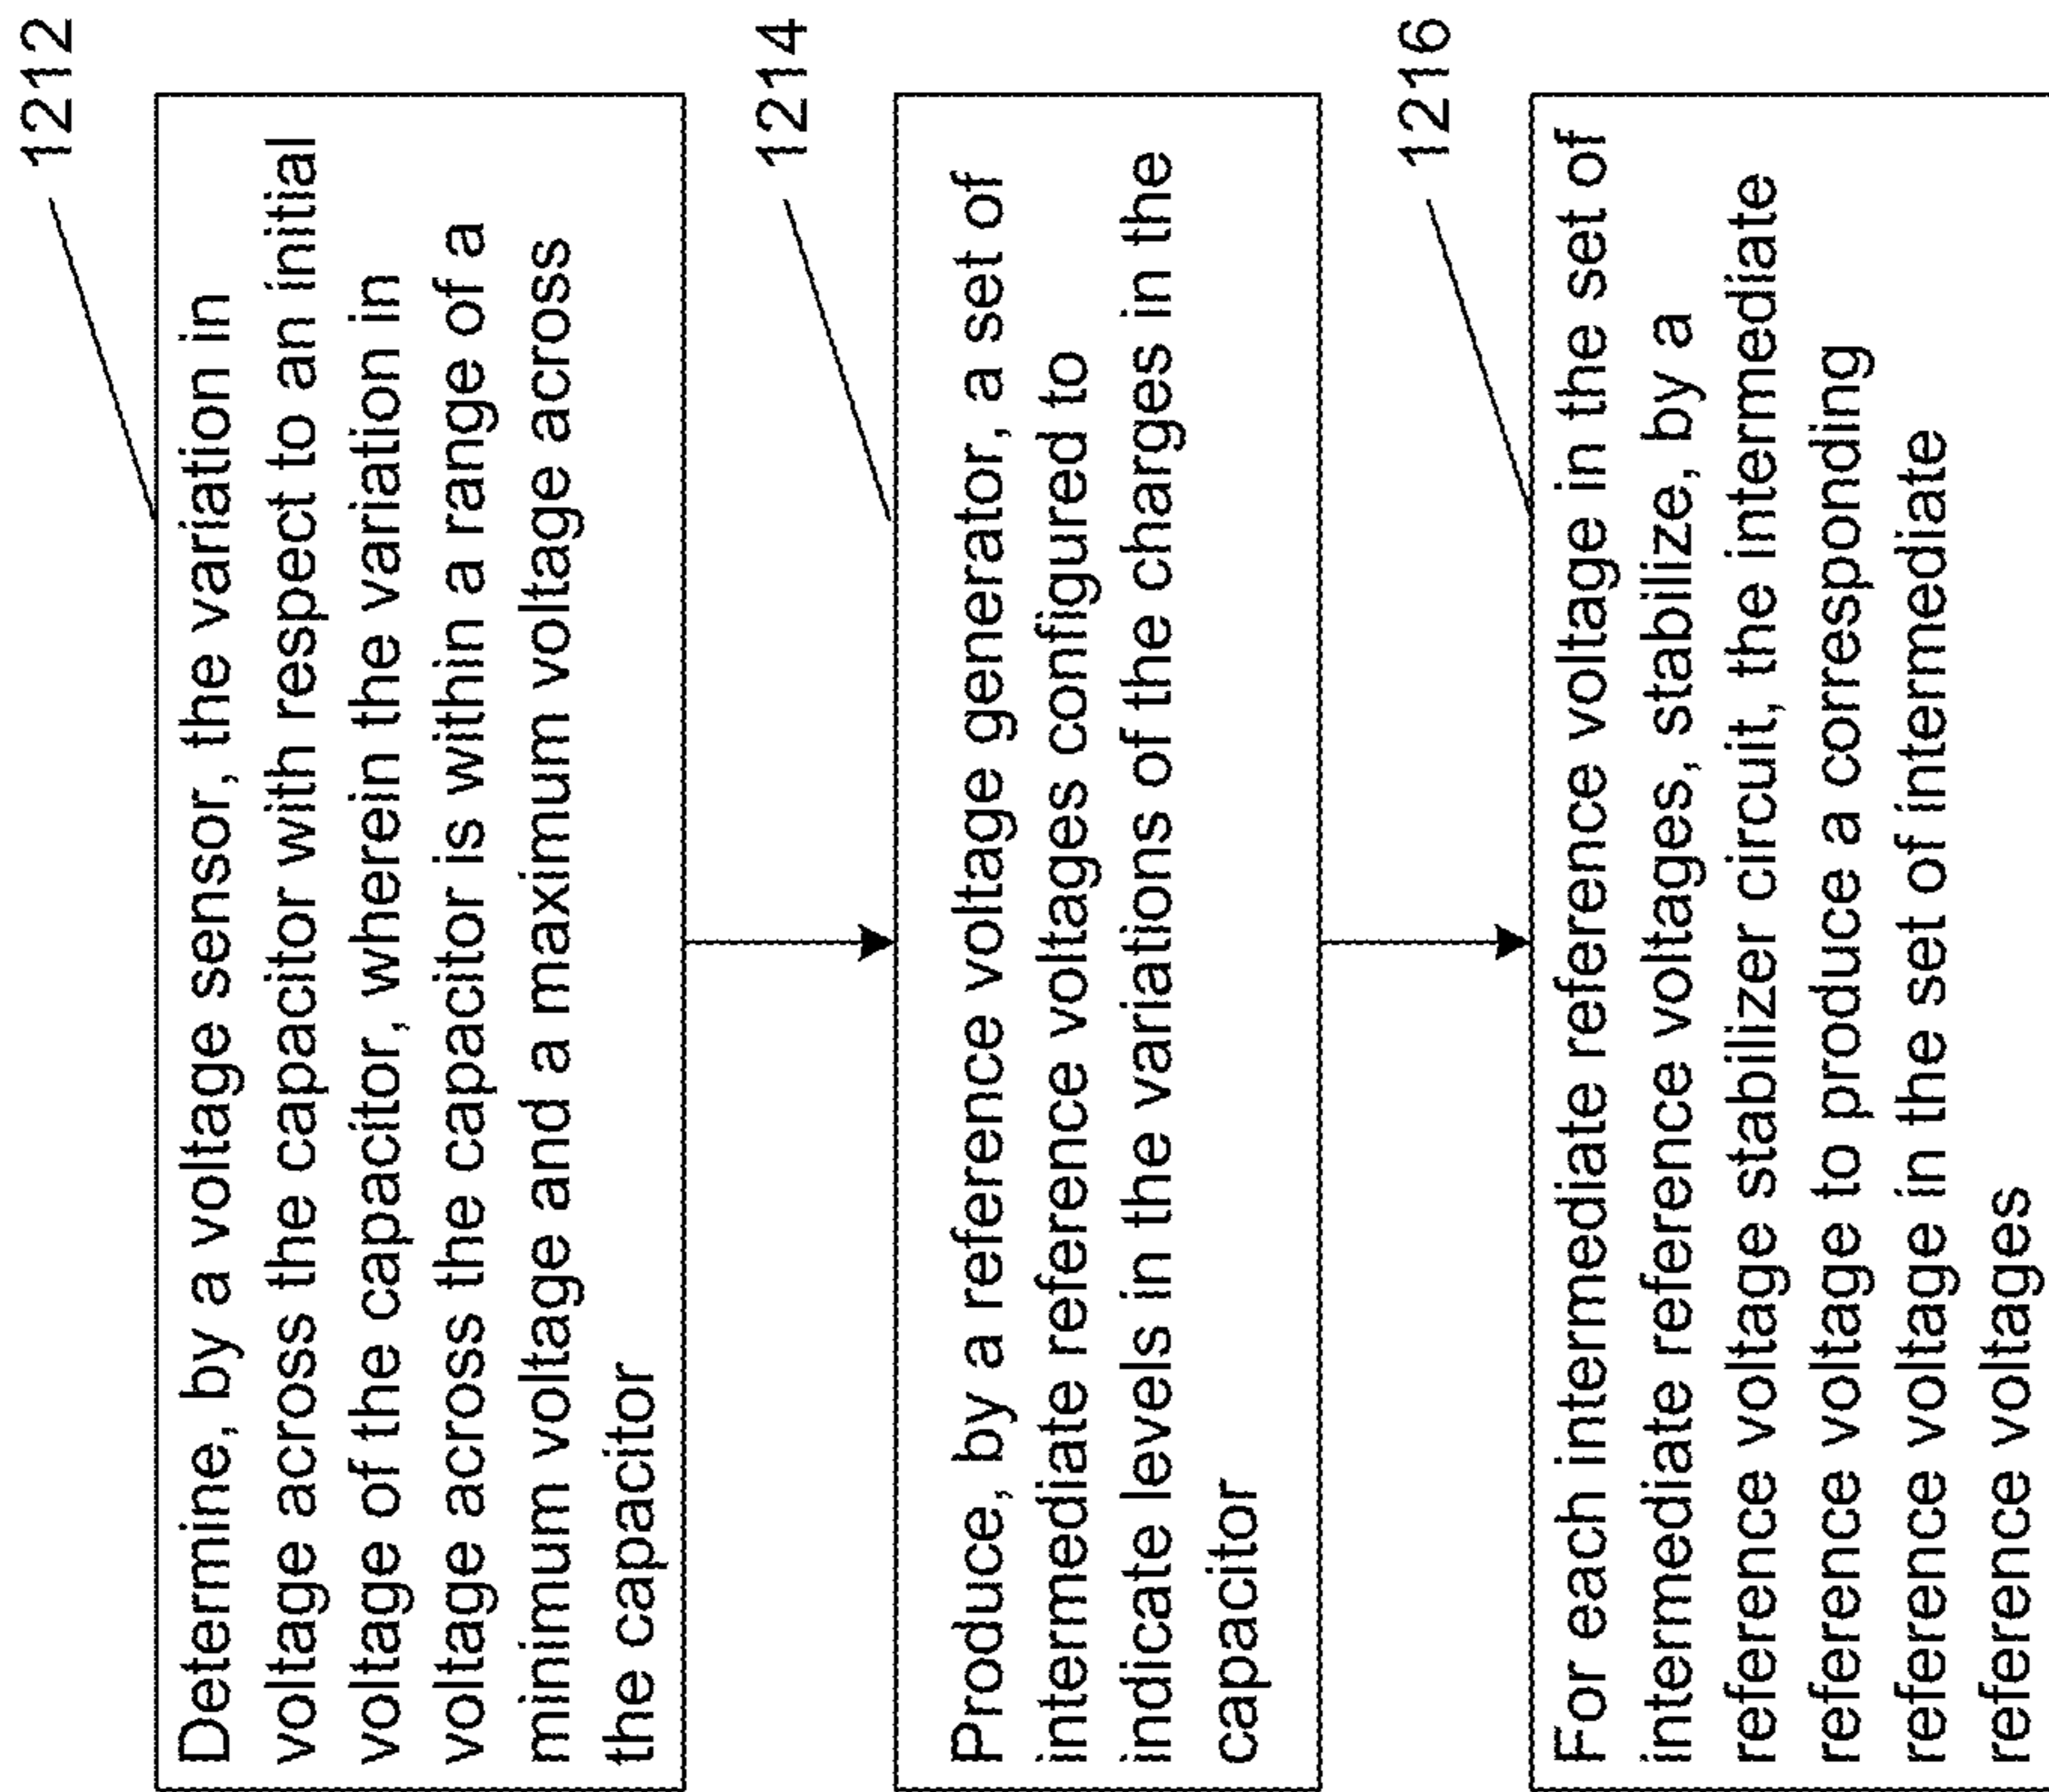 1212
Determine, by a voltage sensor, the variation in
voltage across the capacitor with respect to an initial
voltage of the capacitor, wherein the variation in
voltage across the capacitor is within a range of a
minimum voltage and a maximum voltage across
the capacitor
1214
Produce, by a reference voltage generator, a set of
intermediate reference voltages configured to
indicate levels in the variations of the charges in the
capacitor
1216
For each intermediate reference voltage in the set of
intermediate reference voltages, stabilize, by a
reference voltage stabilizer circuit, the intermediate
reference voltage to produce a corresponding
reference voltage in the set of intermediate
reference voltages